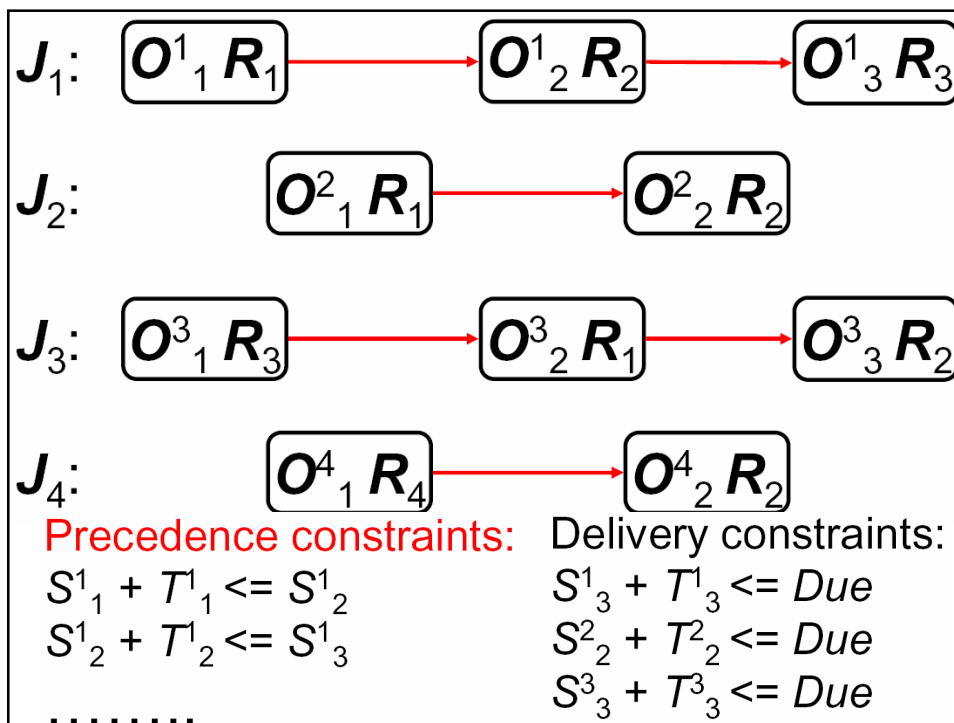 J₁: O¹₁ R₁ O¹₂ R₂ O¹₃ R₃
J₂: O²₁ R₁ O²₂ R₂
J₃: O³₁ R₃ O³₂ R₁ O³₃ R₂
J₄: O⁴₁ R₄ O⁴₂ R₂
Precedence constraints:
S¹₁ + T¹₁ <= S¹₂
S¹₂ + T¹₂ <= S¹₃
.........
Delivery constraints:
S¹₃ + T¹₃ <= Due
S²₂ + T²₂ <= Due
S³₃ + T³₃ <= Due